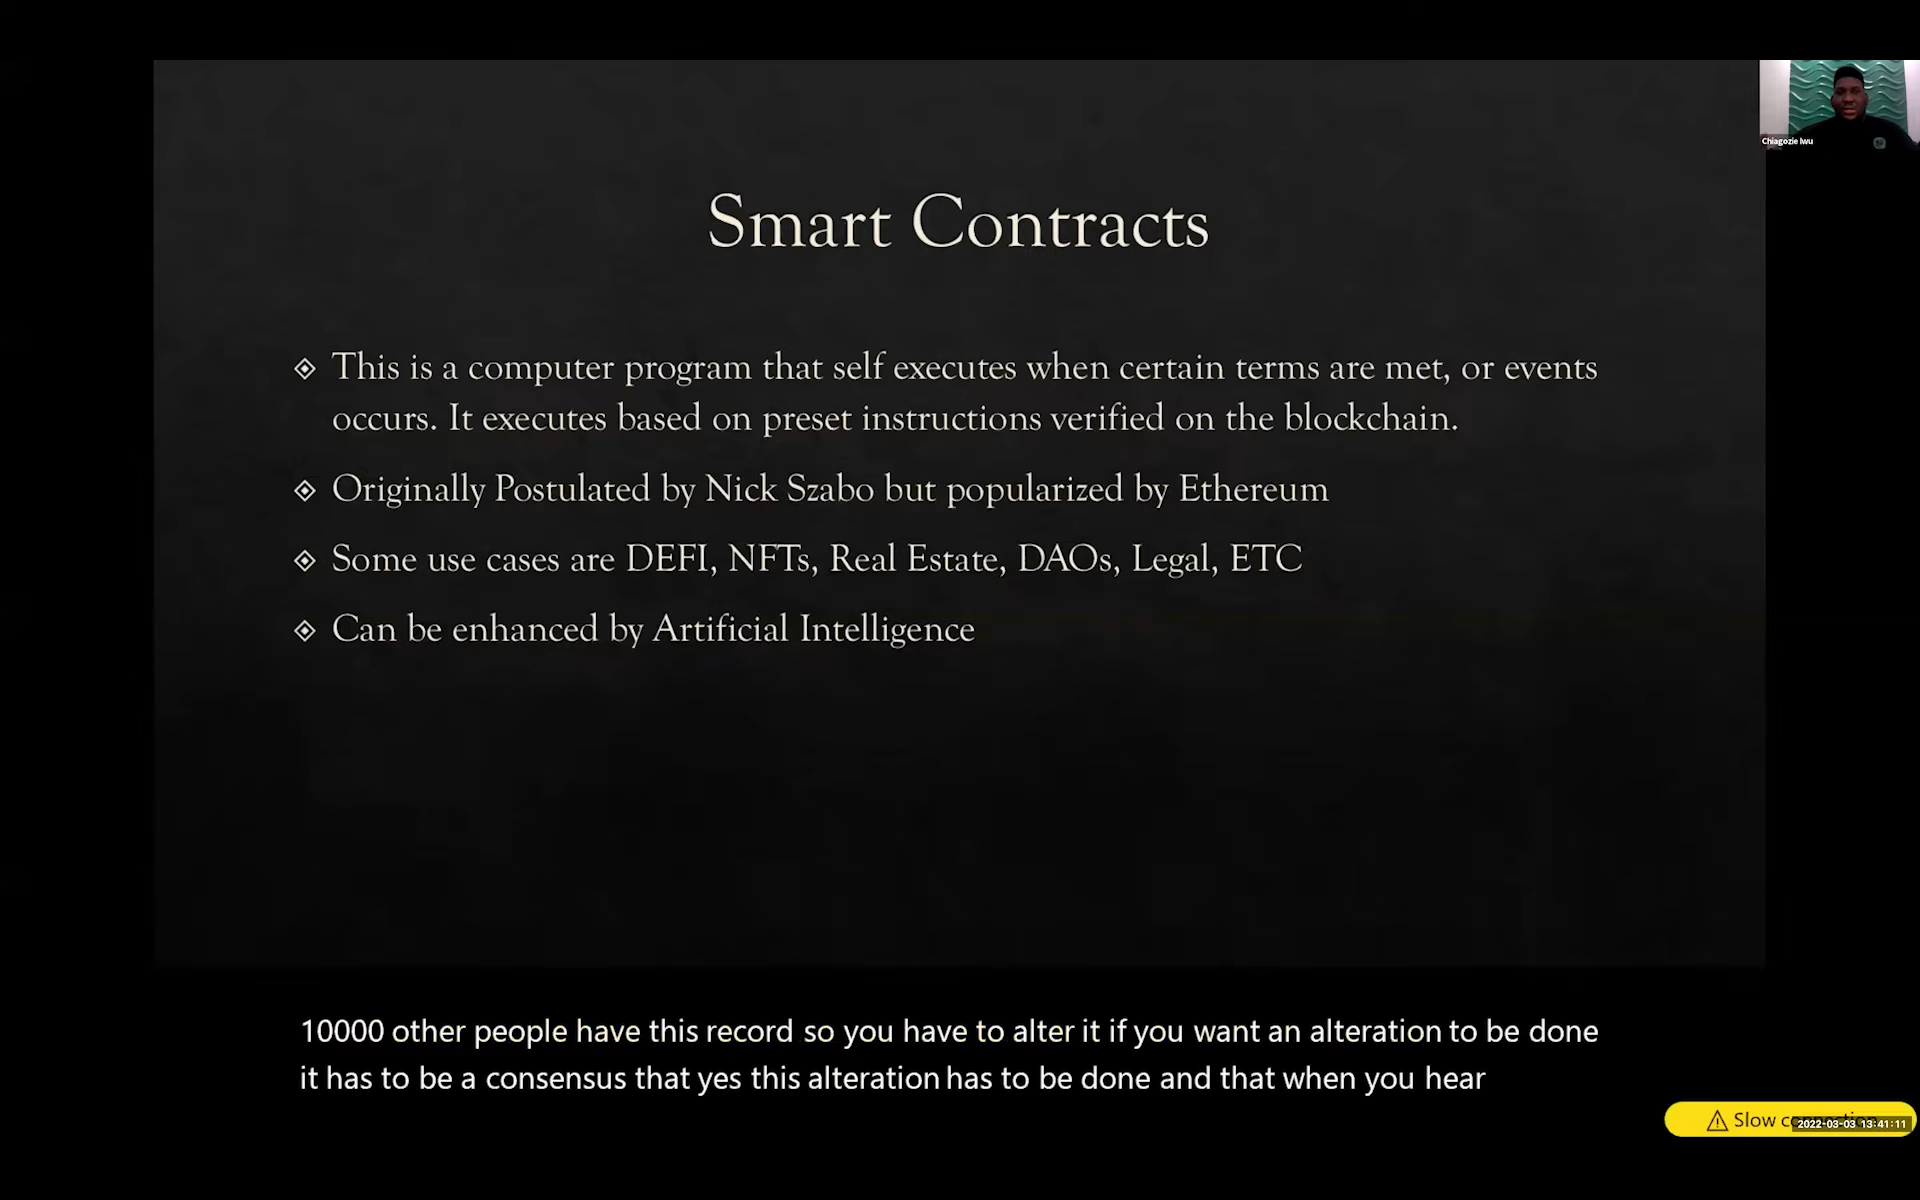 Chiagozie Iwu
Smart Contracts
This is a computer program that self executes when certain terms are met, or events
occurs. It executes based on preset instructions verified on the blockchain.
Originally Postulated by Nick Szabo but popularized by Ethereum
Some use cases are DEFI, NFTs, Real Estate, DAOs, Legal, ETC
Can be enhanced by Artificial Intelligence
10000 other people have this record so you have to alter it if you want an alteration to be done
it has to be a consensus that yes this alteration has to be done and that when you hear
Slow
2022-03-03 13:41:11